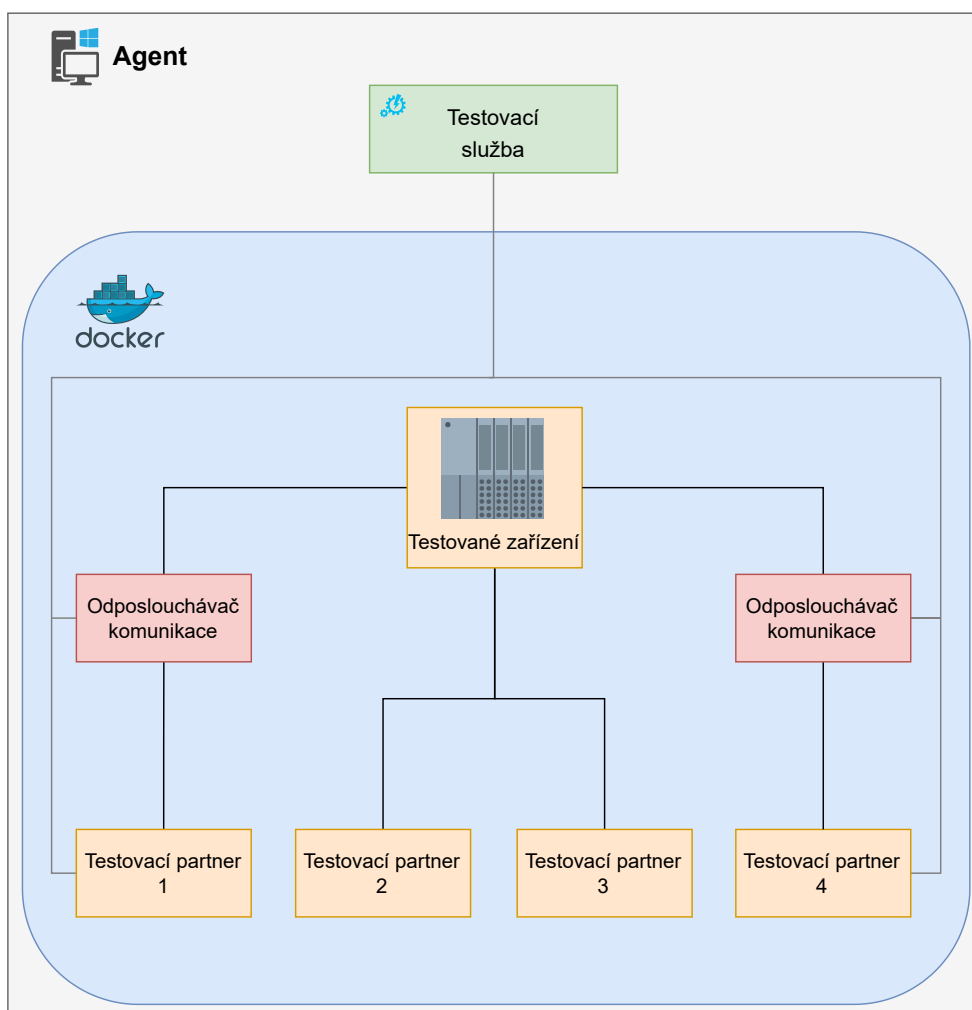 Agent
Testovací
služba
docker
Testované zařízení
Odposlouchávač
komunikace
Odposlouchávač
komunikace
Testovací partner
1
Testovací partner
2
Testovací partner
3
Testovací partner
4